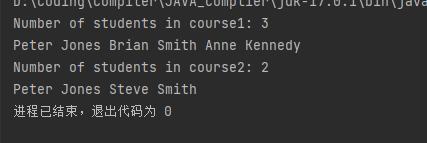 D:\Coding\Compiler\JAVA_Complier\jdk-17.0.1\bin\java
Number of students in course1: 3
Peter Jones Brian Smith Anne Kennedy
Number of students in course2: 2
Peter Jones Steve Smith
进程已结束，退出代码为 0